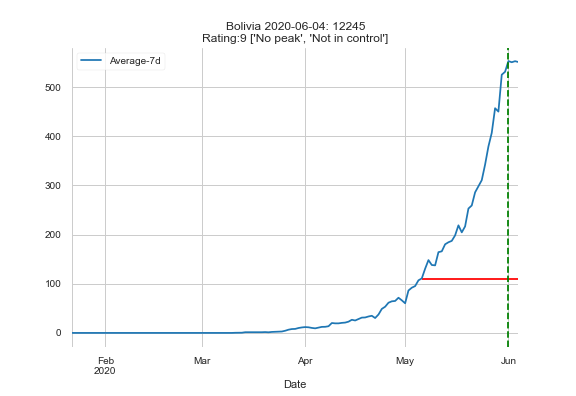 Bolivia 2020-06-04: 12245
Rating:9 ['No peak', 'Not in control']
Average-7d
500
400
300
200
100
0
Feb Mar Apr May Jun
2020
Date